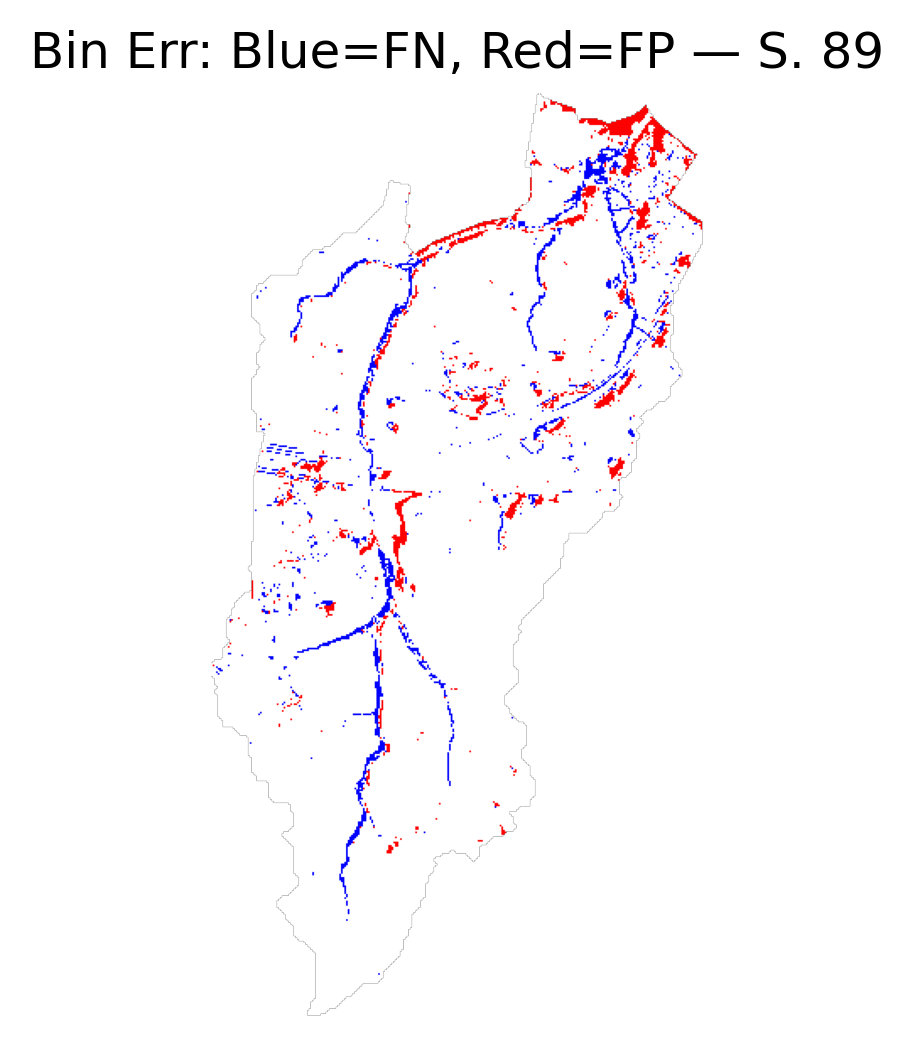 Bin Err: Blue=FN, Red=FP — S. 89